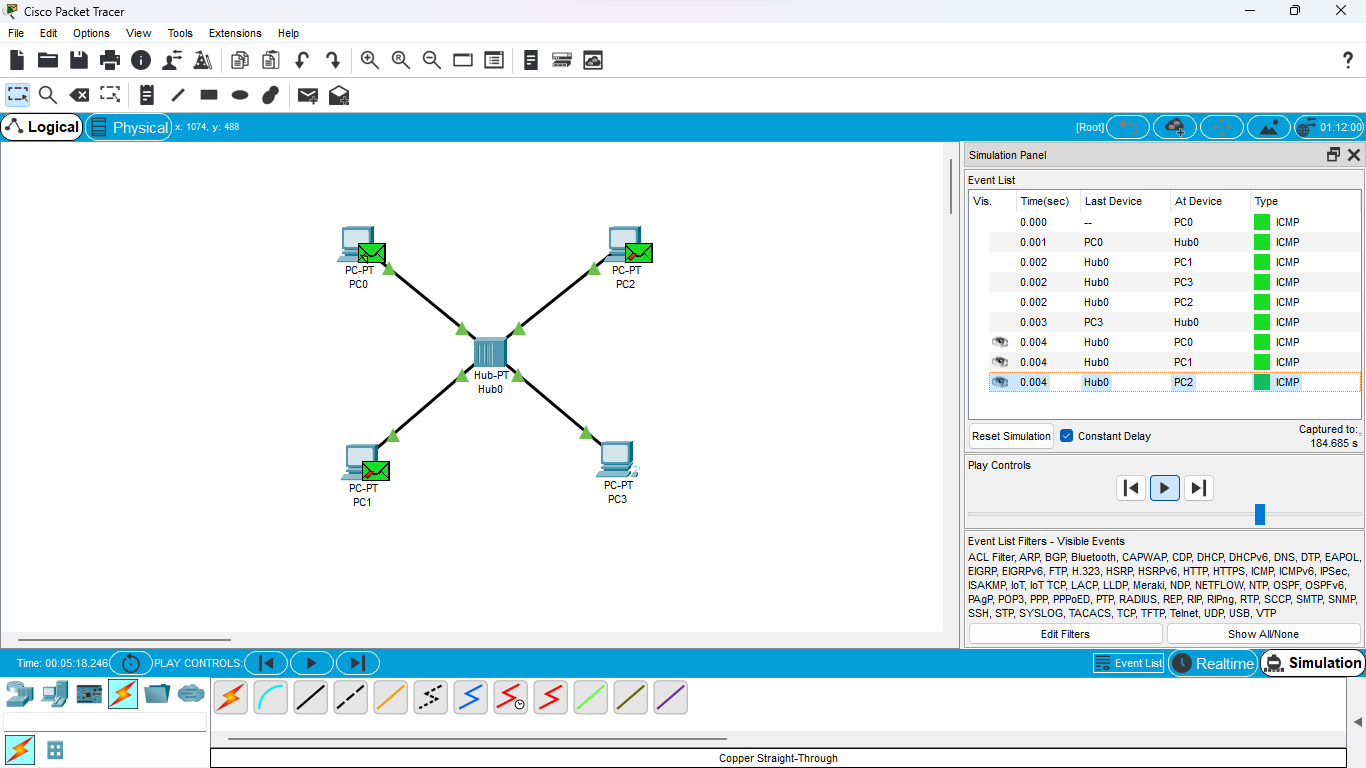 Cisco Packet Tracer
File Edit Options View Tools Extensions Help
Logical Physical x: 1074, y: 488 [Root] 01:12:00
Simulation Panel
Event List
Vis. Time(sec) Last Device At Device Type
0.000 -- PC0 ICMP
0.001 PC0 Hub0 ICMP
0.002 Hub0 PC1 ICMP
0.002 Hub0 PC3 ICMP
0.002 Hub0 PC2 ICMP
0.003 PC3 Hub0 ICMP
0.004 Hub0 PC0 ICMP
0.004 Hub0 PC1 ICMP
0.004 Hub0 PC2 ICMP
PC-PT
PC0
PC-PT
PC2
Hub-PT
Hub0
PC-PT
PC1
PC-PT
PC3
Reset Simulation Constant Delay Captured to:
184.685 s
Play Controls
Event List Filters - Visible Events
ACL Filter, ARP, BGP, Bluetooth, CAPWAP, CDP, DHCP, DHCPv6, DNS, DTP, EAPOL,
EIGRP, EIGRPv6, FTP, H.323, HSRP, HSRPv6, HTTP, HTTPS, ICMP, ICMPv6, IPSec,
ISAKMP, IoT, IoT TCP, LACP, LLDP, Meraki, NDP, NETFLOW, NTP, OSPF, OSPFv6,
PAgP, POP3, PPP, PPPoED, PTP, RADIUS, REP, RIP, RIPng, RTP, SCCP, SMTP, SNMP,
SSH, STP, SYSLOG, TACACS, TCP, TFTP, Telnet, UDP, USB, VTP
Edit Filters Show All/None
Time: 00:05:18.246 PLAY CONTROLS: Event List Realtime Simulation
Copper Straight-Through